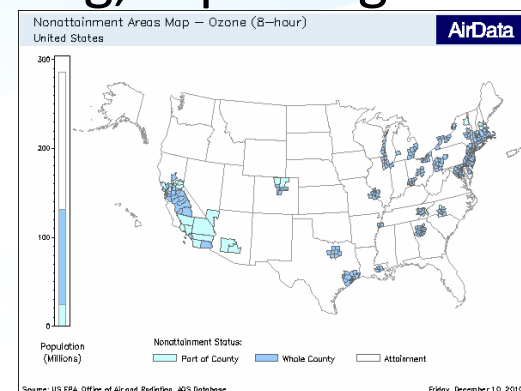 Nonattainment Areas Map - Ozone (8-hour)
United States
AirData
300
200
100
0
Population
(Millions)
Nonattainment Status:
Part of County
Whole County
Attainment
Source: US EPA Office of Air and Radiation, AQS Database
Friday, December 10, 2010